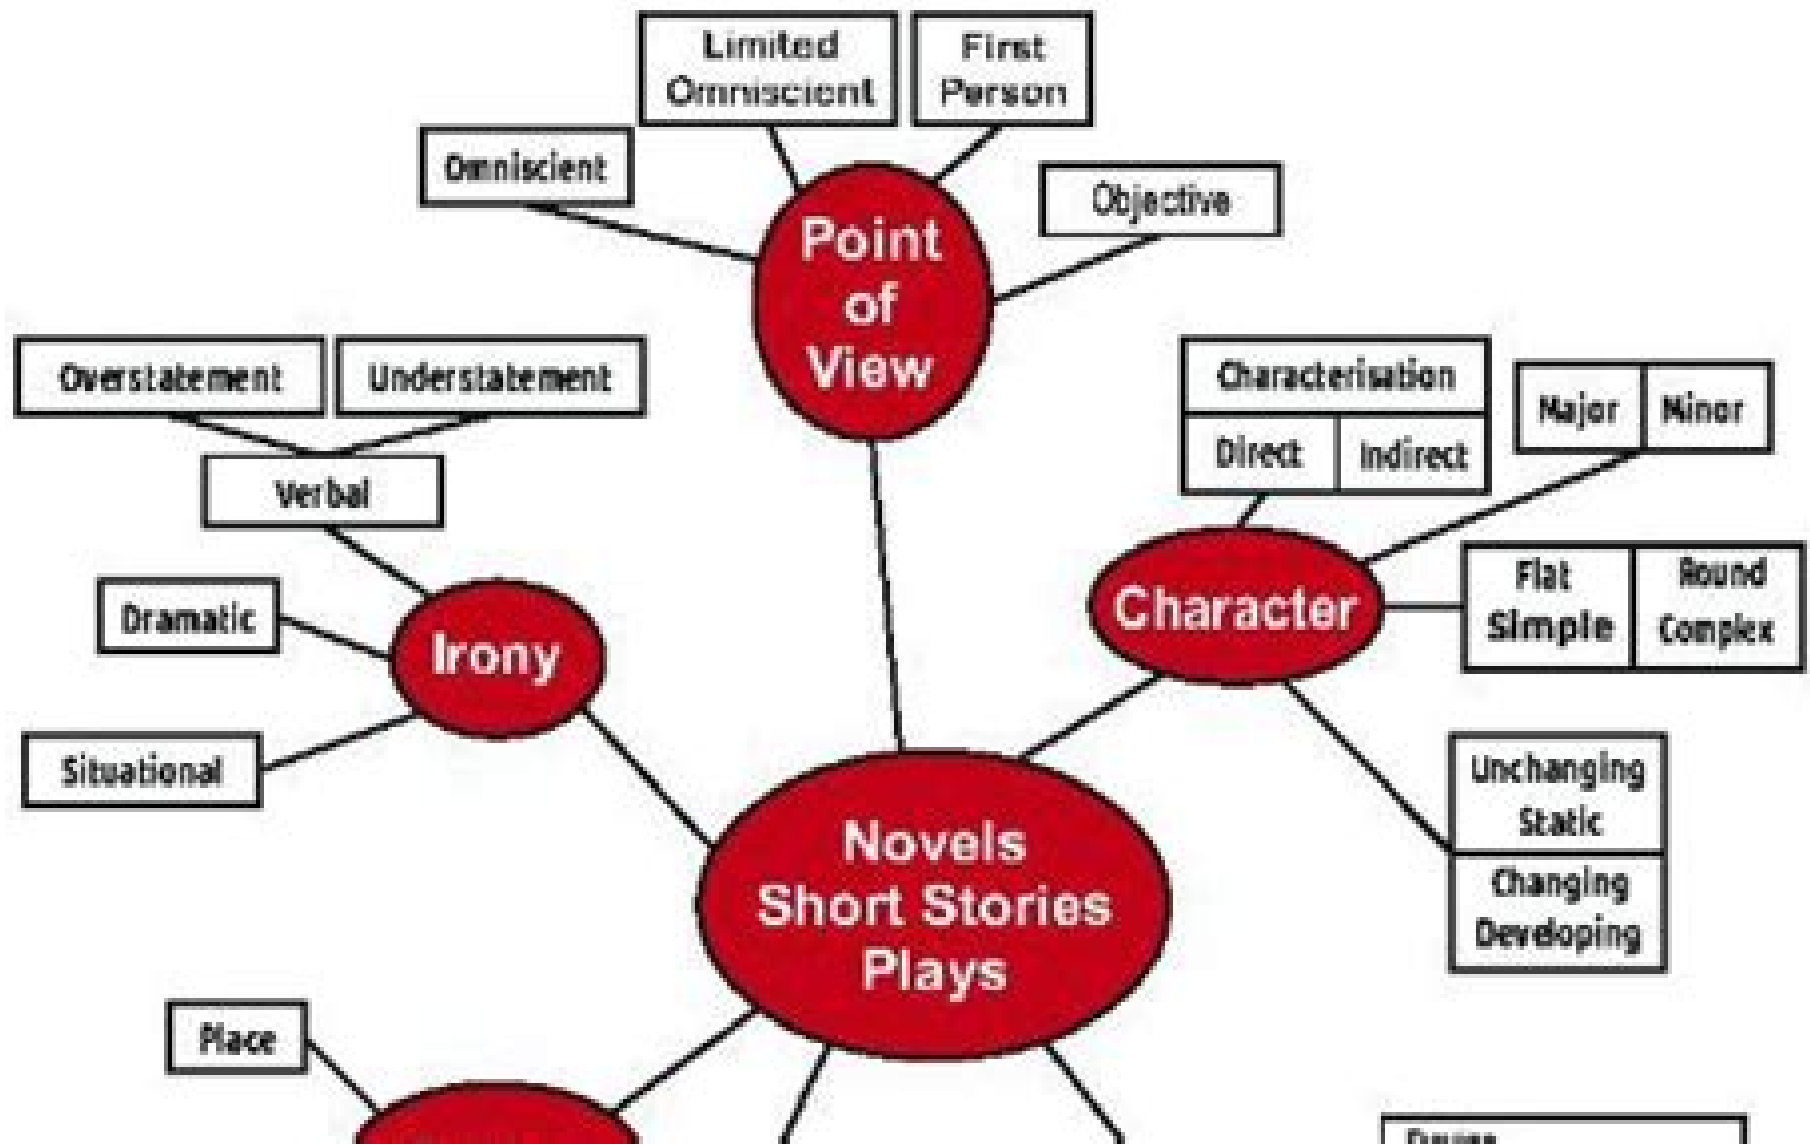 Limited
Omniscient
First
Person
Omniscient
Objective
Point
of
View
Overstatement
Understatement
Verbal
Dramatic
Situational
Irony
Characterisation
Direct
Indirect
Major
Minor
Character
Flat
Simple
Round
Complex
Unchanging
Static
Changing
Developing
Novels
Short Stories
Plays
Place